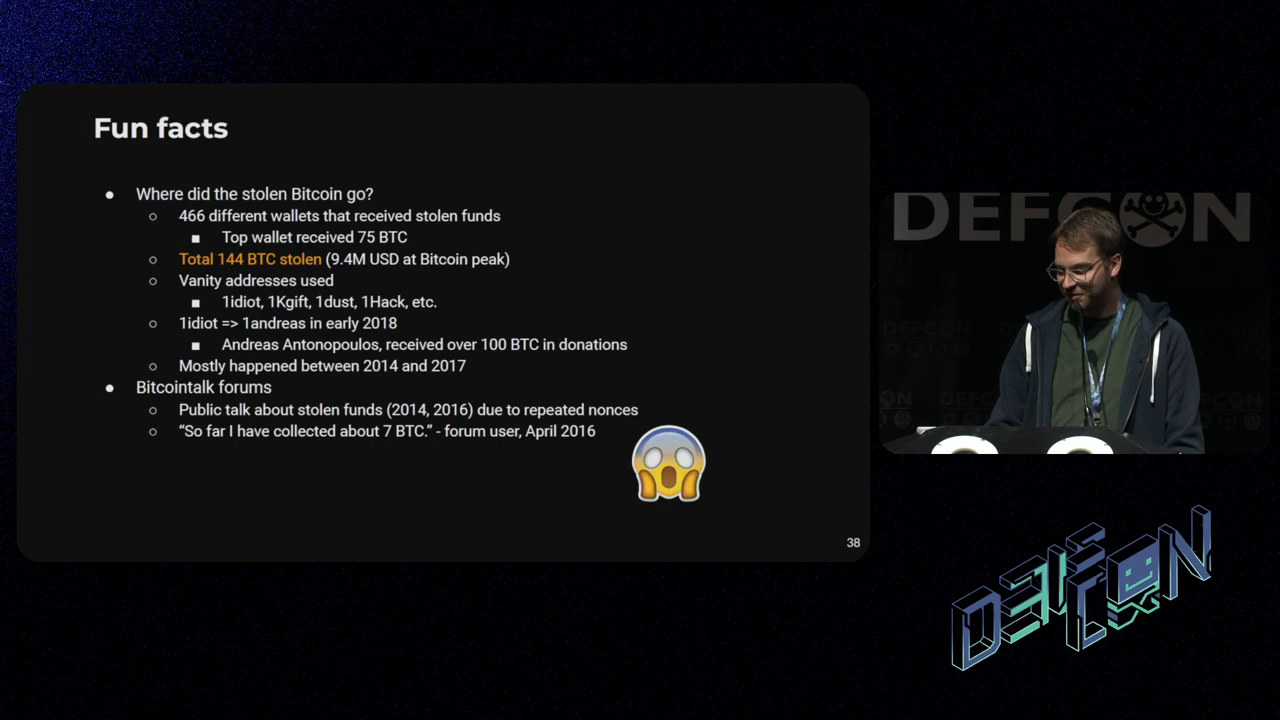 Fun facts
● Where did the stolen Bitcoin go?
○ 466 different wallets that received stolen funds
■ Top wallet received 75 BTC
○ Total 144 BTC stolen (9.4M USD at Bitcoin peak)
○ Vanity addresses used
■ 1idiot, 1Kgift, 1dust, 1Hack, etc.
○ 1idiot => 1andreas in early 2018
■ Andreas Antonopoulos, received over 100 BTC in donations
○ Mostly happened between 2014 and 2017
● Bitcointalk forums
○ Public talk about stolen funds (2014, 2016) due to repeated nonces
○ “So far I have collected about 7 BTC.” - forum user, April 2016
38
DEFCON
DEFCON